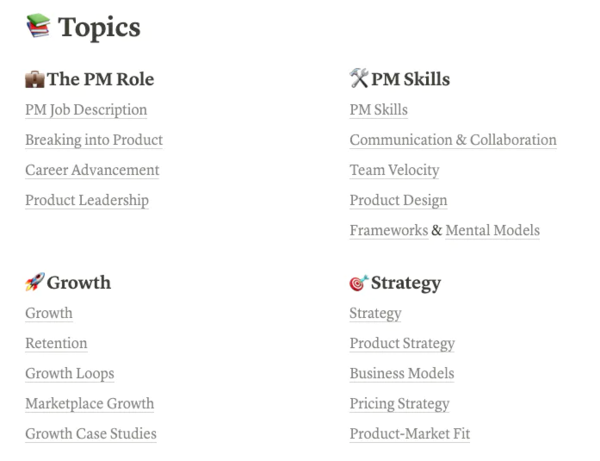 Topics
The PM Role
PM Job Description
Breaking into Product
Career Advancement
Product Leadership
PM Skills
PM Skills
Communication & Collaboration
Team Velocity
Product Design
Frameworks & Mental Models
Growth
Growth
Retention
Growth Loops
Marketplace Growth
Growth Case Studies
Strategy
Strategy
Product Strategy
Business Models
Pricing Strategy
Product-Market Fit